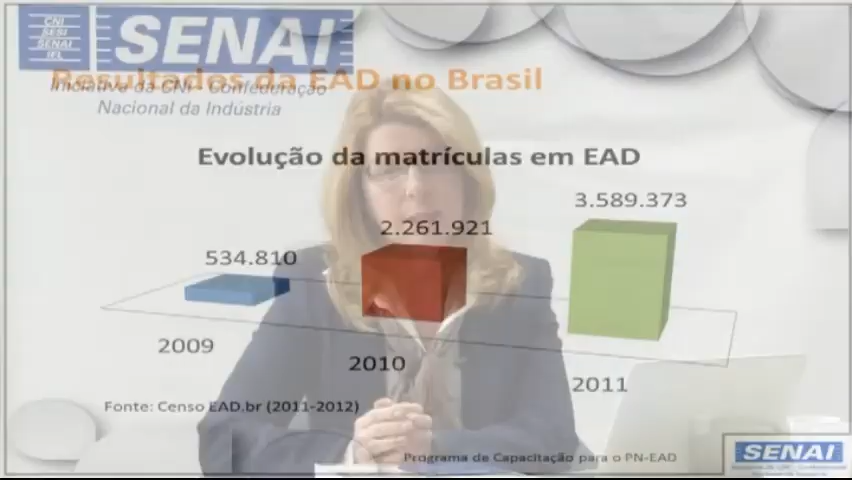 CNI
SESI
SENAI
IEL
SENAI
Resultados da EAD no Brasil
Iniciativa da CNI - Confederação
Nacional da Indústria
Evolução da matrículas em EAD
3.589.373
2.261.921
534.810
2009
2010
2011
Fonte: Censo EAD.br (2011-2012)
Programa de Capacitação para o PN-EAD
SENAI